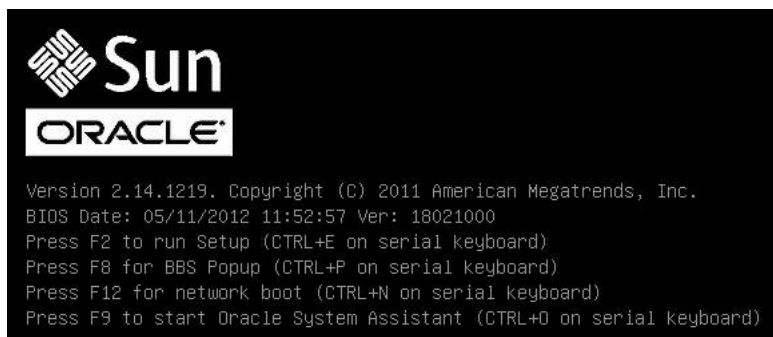 Sun
ORACLE
Version 2.14.1219. Copyright (C) 2011 American Megatrends, Inc.
BIOS Date: 05/11/2012 11:52:57 Ver: 18021000
Press F2 to run Setup (CTRL+E on serial keyboard)
Press F8 for BBS Popup (CTRL+P on serial keyboard)
Press F12 for network boot (CTRL+N on serial keyboard)
Press F9 to start Oracle System Assistant (CTRL+O on serial keyboard)